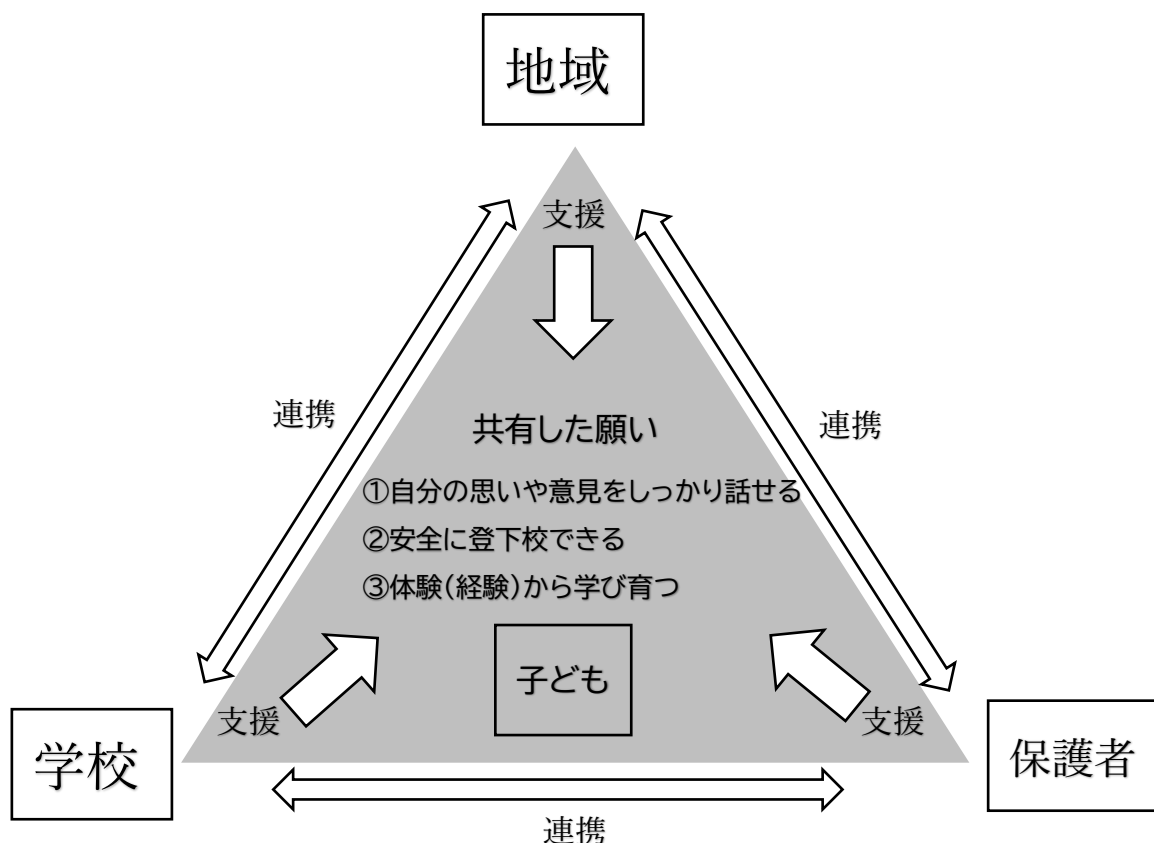 地域
支援
連携
連携
共有した願い
①自分の思いや意見をしっかり話せる
②安全に登下校できる
③体験(経験)から学び育つ
子ども
支援
支援
学校
保護者
連携